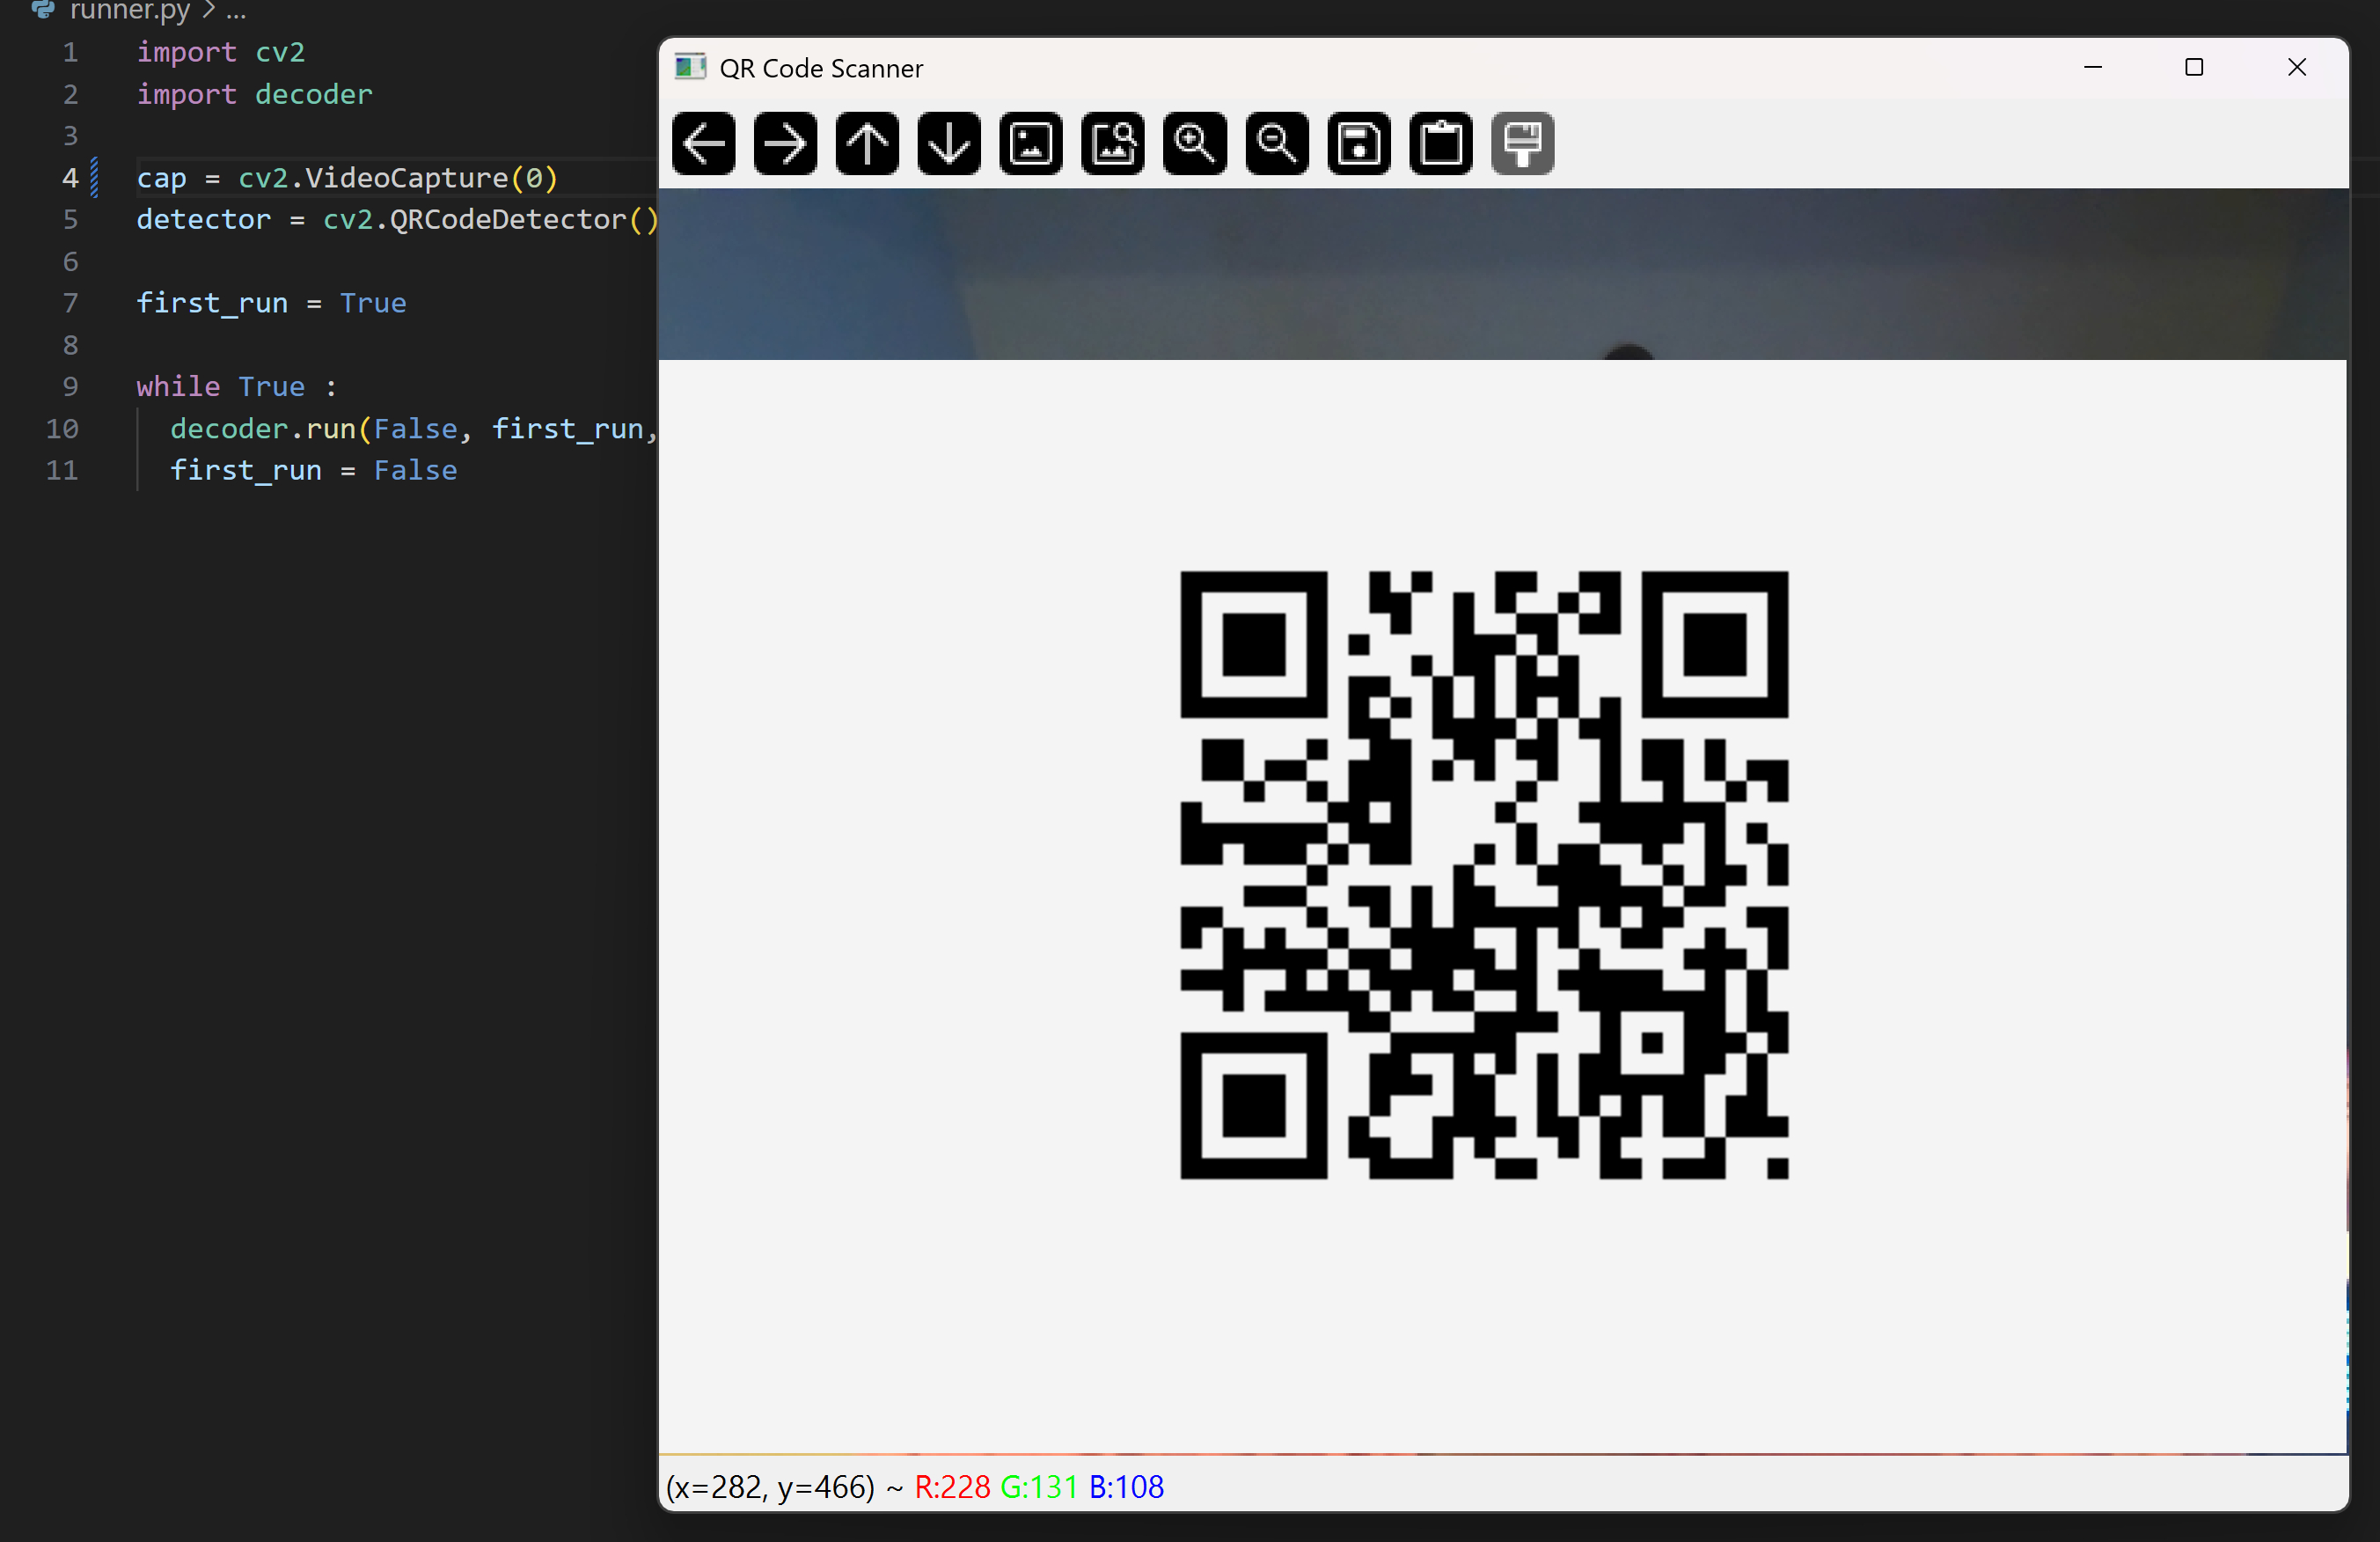 runner.py > ...
1 import cv2
2 import decoder
3
4 cap = cv2.VideoCapture(0)
5 detector = cv2.QRCodeDetector()
6
7 first_run = True
8
9 while True :
10 decoder.run(False, first_run,
11 first_run = False
QR Code Scanner
(x=282, y=466) ~ R:228 G:131 B:108